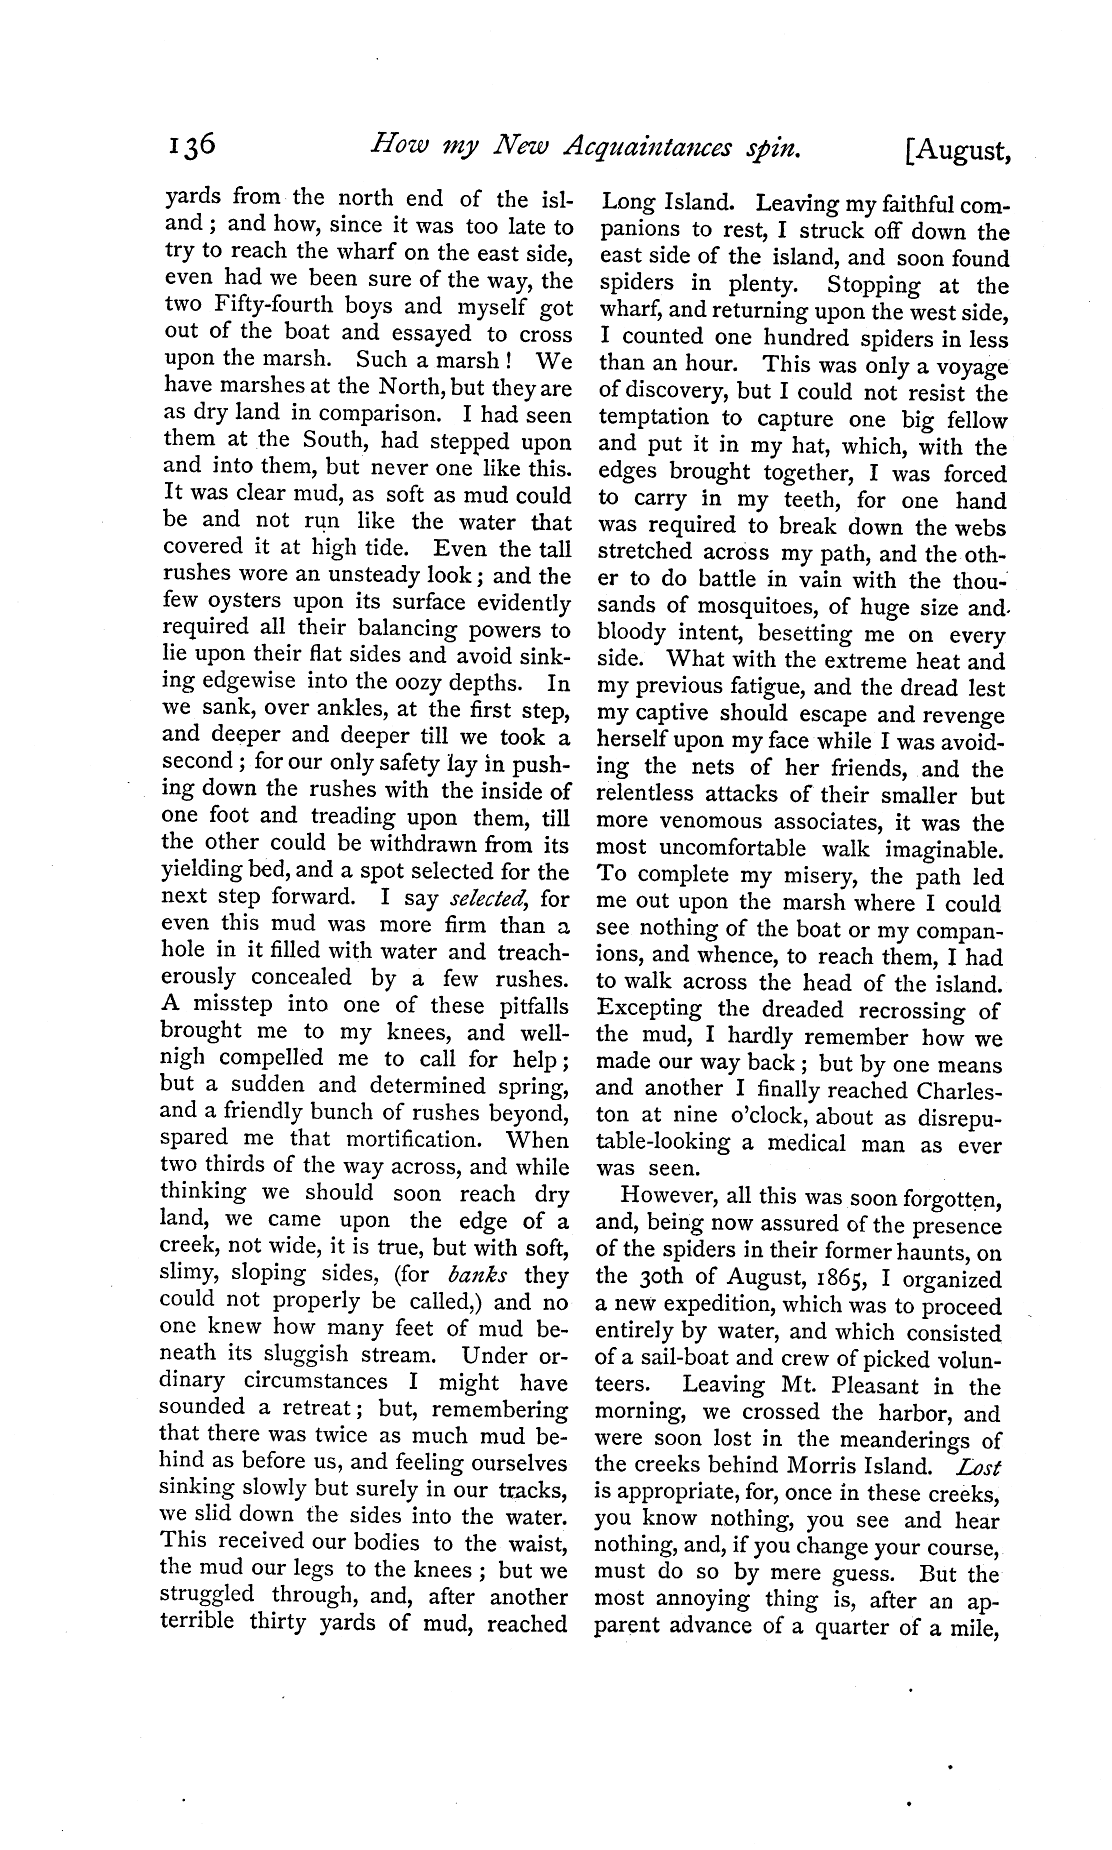 136 How my New Acquaintances spin. [August,
yards from the north end of the isl-
and; and how, since it was too late to
try to reach the wharf on the east side,
even had we been sure of the way, the
two Fifty-fourth boys and myself got
out of the boat and essayed to cross
upon the marsh. Such a marsh! We
have marshes at the North, but they are
as dry land in comparison. I had seen
them at the South, had stepped upon
and into them, but never one like this.
It was clear mud, as soft as mud could
be and not run like the water that
covered it at high tide. Even the tall
rushes wore an unsteady look; and the
few oysters upon its surface evidently
required all their balancing powers to
lie upon their flat sides and avoid sink-
ing edgewise into the oozy depths. In
we sank, over ankles, at the first step,
and deeper and deeper till we took a
second; for our only safety lay in push-
ing down the rushes with the inside of
one foot and treading upon them, till
the other could be withdrawn from its
yielding bed, and a spot selected for the
next step forward. I say selected, for
even this mud was more firm than a
hole in it filled with water and treach-
erously concealed by a few rushes.
A misstep into one of these pitfalls
brought me to my knees, and well-
nigh compelled me to call for help;
but a sudden and determined spring,
and a friendly bunch of rushes beyond,
spared me that mortification. When
two thirds of the way across, and while
thinking we should soon reach dry
land, we came upon the edge of a
creek, not wide, it is true, but with soft,
slimy, sloping sides, (for banks they
could not properly be called,) and no
one knew how many feet of mud be-
neath its sluggish stream. Under or-
dinary circumstances I might have
sounded a retreat; but, remembering
that there was twice as much mud be-
hind as before us, and feeling ourselves
sinking slowly but surely in our tracks,
we slid down the sides into the water.
This received our bodies to the waist,
the mud our legs to the knees; but we
struggled through, and, after another
terrible thirty yards of mud, reached
Long Island. Leaving my faithful com-
panions to rest, I struck off down the
east side of the island, and soon found
spiders in plenty. Stopping at the
wharf, and returning upon the west side,
I counted one hundred spiders in less
than an hour. This was only a voyage
of discovery, but I could not resist the
temptation to capture one big fellow
and put it in my hat, which, with the
edges brought together, I was forced
to carry in my teeth, for one hand
was required to break down the webs
stretched across my path, and the oth-
er to do battle in vain with the thou-
sands of mosquitoes, of huge size and
bloody intent, besetting me on every
side. What with the extreme heat and
my previous fatigue, and the dread lest
my captive should escape and revenge
herself upon my face while I was avoid-
ing the nets of her friends, and the
relentless attacks of their smaller but
more venomous associates, it was the
most uncomfortable walk imaginable.
To complete my misery, the path led
me out upon the marsh where I could
see nothing of the boat or my compan-
ions, and whence, to reach them, I had
to walk across the head of the island.
Excepting the dreaded recrossing of
the mud, I hardly remember how we
made our way back; but by one means
and another I finally reached Charles-
ton at nine o'clock, about as disrepu-
table-looking a medical man as ever
was seen.
However, all this was soon forgotten,
and, being now assured of the presence
of the spiders in their former haunts, on
the 30th of August, 1865, I organized
a new expedition, which was to proceed
entirely by water, and which consisted
of a sail-boat and crew of picked volun-
teers. Leaving Mt. Pleasant in the
morning, we crossed the harbor, and
were soon lost in the meanderings of
the creeks behind Morris Island. Lost
is appropriate, for, once in these creeks,
you know nothing, you see and hear
nothing, and, if you change your course,
must do so by mere guess. But the
most annoying thing is, after an ap-
parent advance of a quarter of a mile,